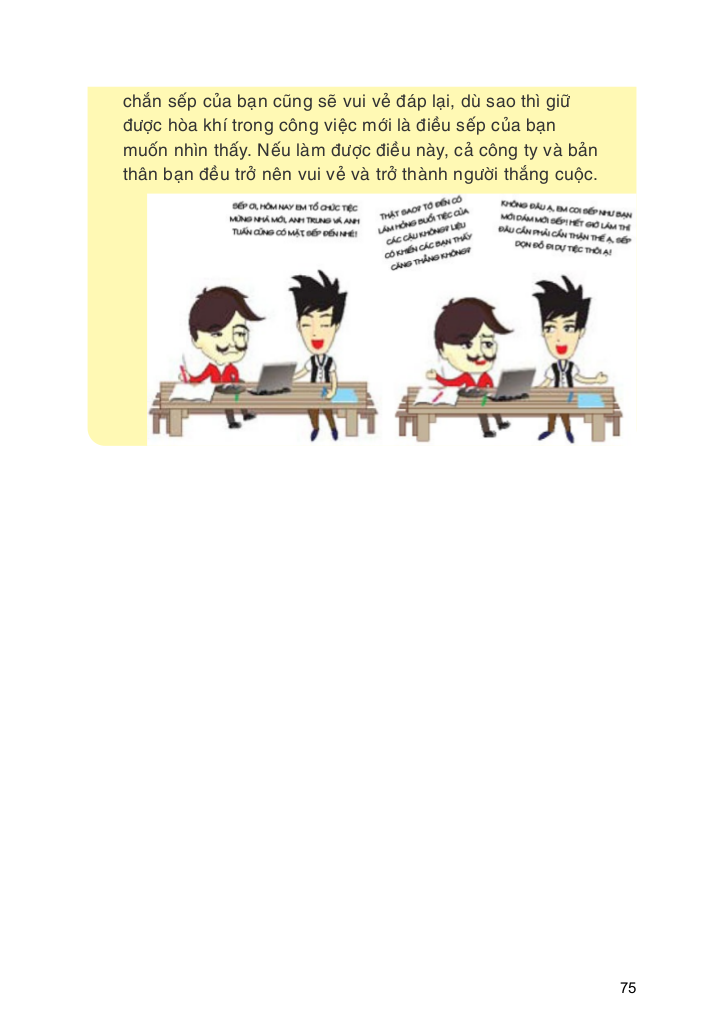 chắn sếp của bạn cũng sẽ vui vẻ đáp lại, dù sao thì giữ
được hòa khí trong công việc mới là điều sếp của bạn
muốn nhìn thấy. Nếu làm được điều này, cả công ty và bản
thân bạn đều trở nên vui vẻ và trở thành người thắng cuộc.
SẾP ƠI, HÔM NAY EM TỔ CHỨC TIỆC
MỪNG NHÀ MỚI, ANH TRUNG VÀ ANH
TUẤN CŨNG CÓ MẶT, SẾP ĐẾN NHÉ!
THẬT SAO? TỚ ĐẾN CÓ
LÀM HỎNG BUỔI TIỆC CỦA
CÁC CẬU KHÔNG? LIỆU
CÓ KHIẾN CÁC BẠN THẤY
CĂNG THẲNG KHÔNG?
KHÔNG ĐÂU Ạ, EM COI SẾP NHƯ BẠN
MỚI DÁM MỜI SẾP! HẾT GIỜ LÀM THÌ
ĐÂU CẦN PHẢI CẨN THẬN THẾ Ạ, SẾP
DỌN ĐỒ ĐI DỰ TIỆC THÔI Ạ!
75